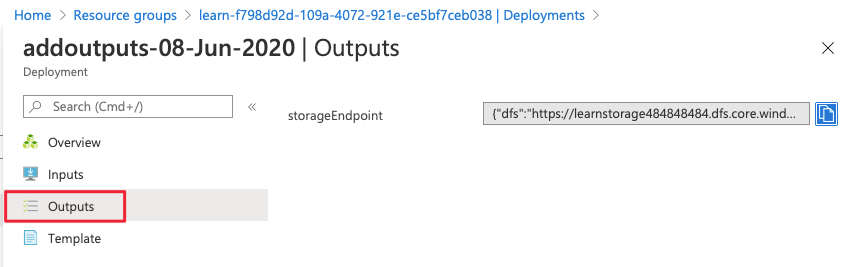 Home > Resource groups > learn-f798d92d-109a-4072-921e-ce5bf7ceb038 | Deployments >
addoutputs-08-Jun-2020 | Outputs
Deployment
Search (Cmd+/)
«
storageEndpoint
{"dfs":"https://learnstorage484848484.dfs.core.wind...
Overview
Inputs
Outputs
Template